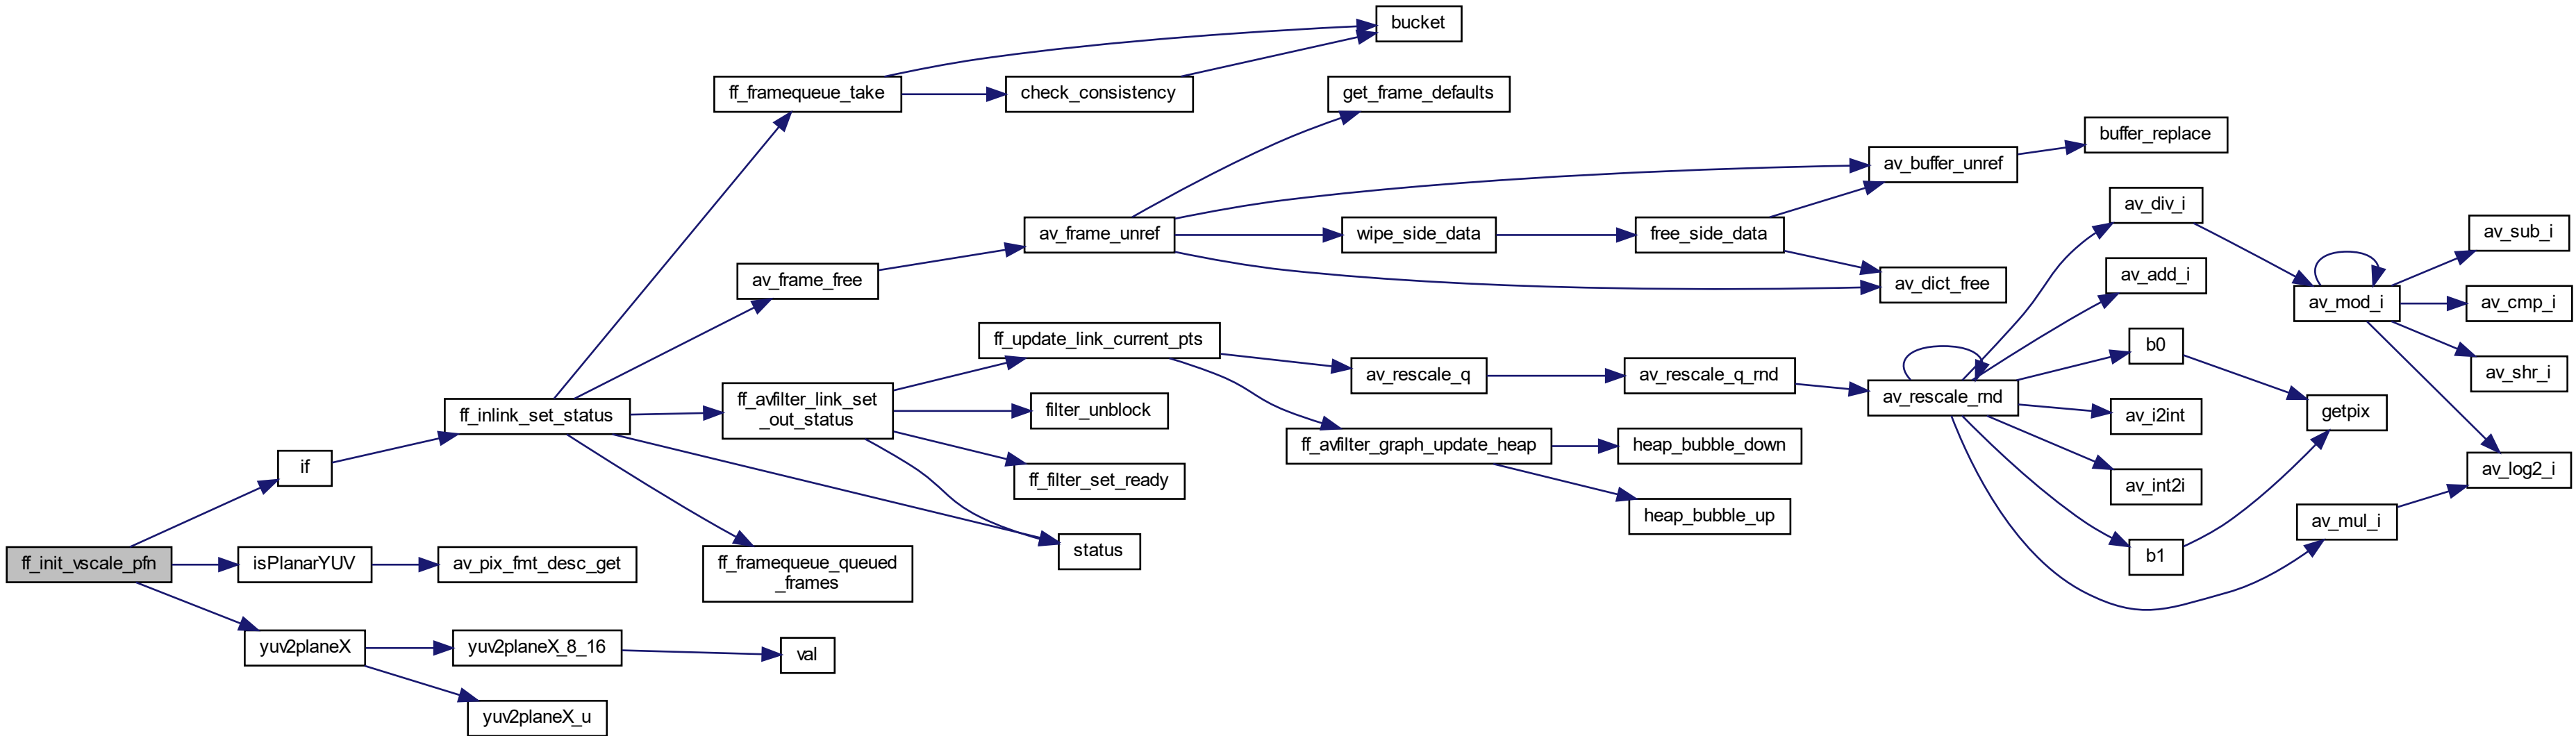 bucket
ff_framequeue_take
check_consistency
get_frame_defaults
buffer_replace
av_buffer_unref
av_div_i
av_frame_unref
wipe_side_data
free_side_data
av_sub_i
av_frame_free
av_dict_free
av_add_i
av_mod_i
av_cmp_i
ff_update_link_current_pts
b0
av_rescale_q
av_rescale_q_rnd
av_shr_i
av_rescale_rnd
ff_avfilter_link_set
_out_status
filter_unblock
ff_inlink_set_status
av_i2int
getpix
ff_avfilter_graph_update_heap
heap_bubble_down
if
av_log2_i
ff_filter_set_ready
av_int2i
heap_bubble_up
av_mul_i
status
b1
ff_init_vscale_pfn
isPlanarYUV
av_pix_fmt_desc_get
ff_framequeue_queued
_frames
yuv2planeX
yuv2planeX_8_16
val
yuv2planeX_u